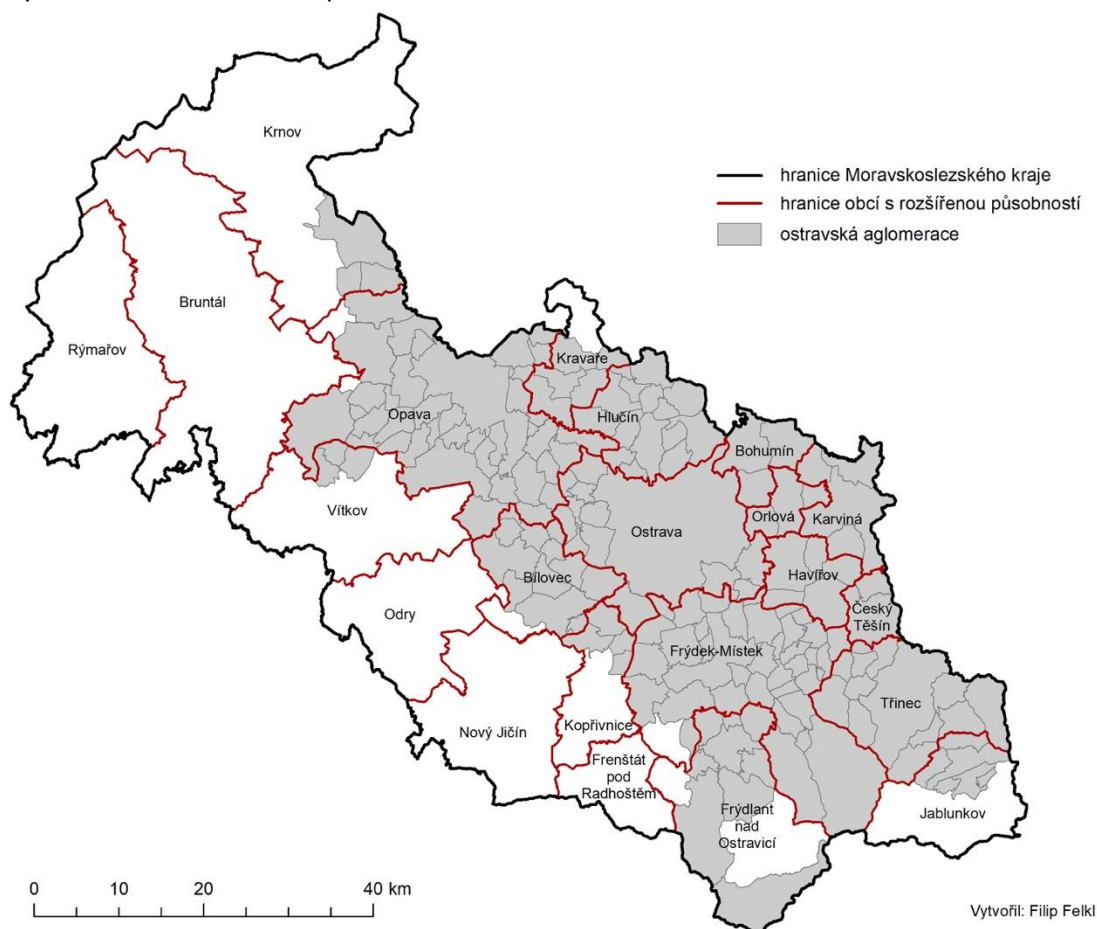 Krnov
hranice Moravskoslezského kraje
hranice obcí s rozšířenou působností
ostravská aglomerace
Bruntál
Rýmařov
Kravaře
Opava
Hlučín
Bohumín
Vítkov
Ostrava
Orlová
Karviná
Bílovec
Havířov
Odry
Český
Těšín
Frýdek-Místek
Třinec
Nový Jičín
Kopřivnice
Frenštát
pod
Radhoštěm
Frýdlant
nad
Ostravicí
Jablunkov
0 10 20 40 km
Vytvořil: Filip Felkl